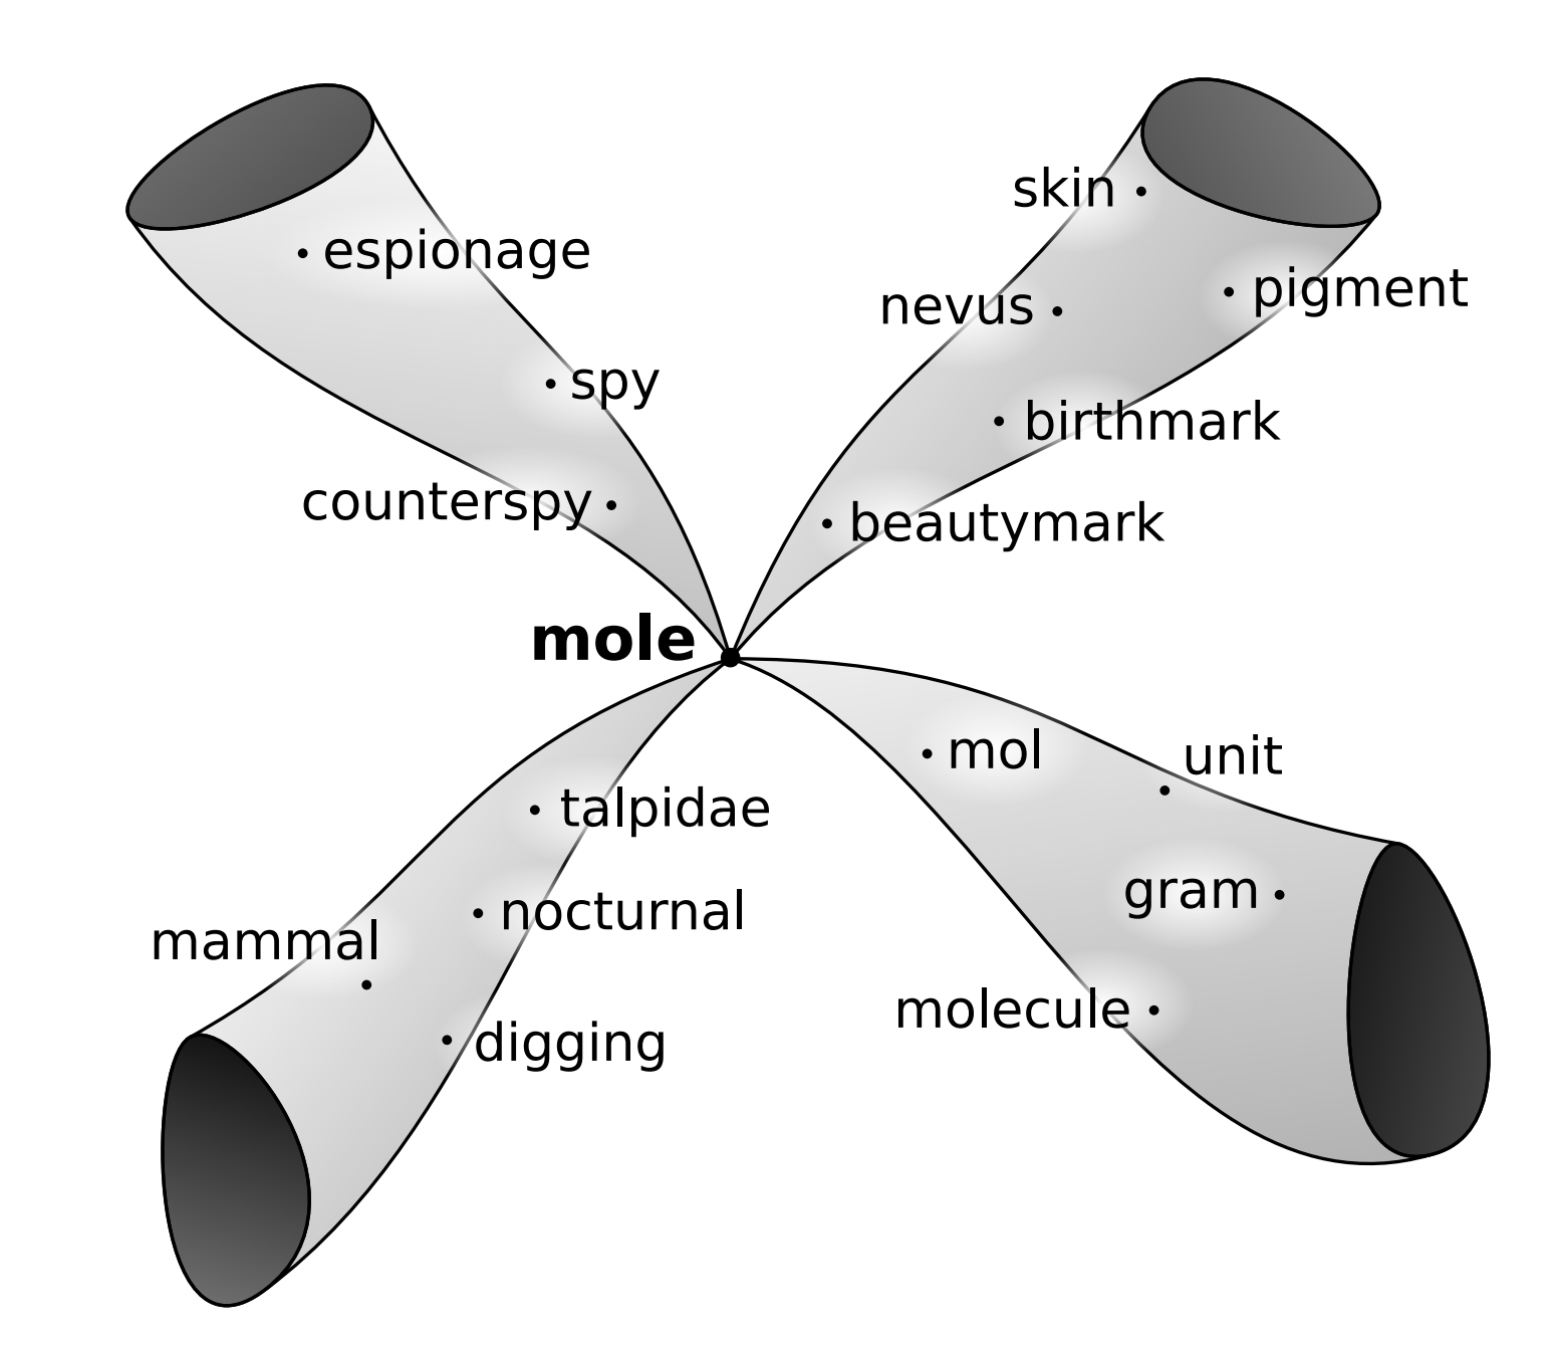 skin
espionage
pigment
nevus
spy
birthmark
counterspy
beautymark
mole
mol
unit
talpidae
gram
nocturnal
mammal
molecule
digging